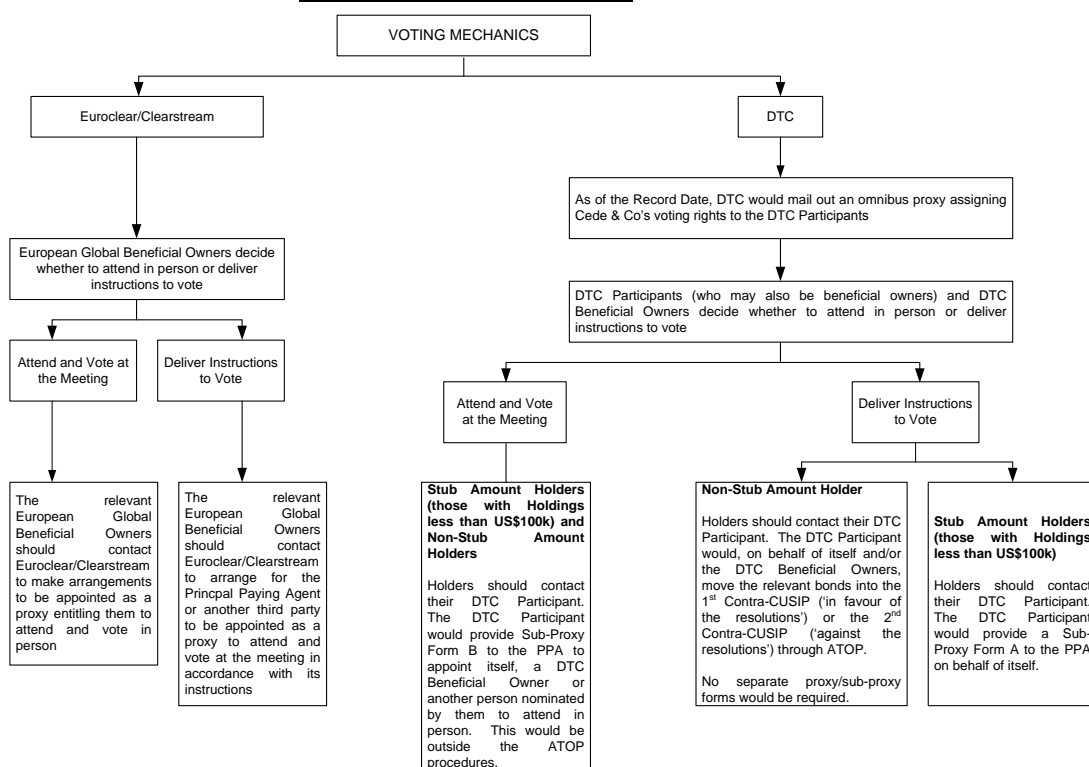 VOTING MECHANICS
Euroclear/Clearstream
DTC
As of the Record Date, DTC would mail out an omnibus proxy assigning
Cede & Co's voting rights to the DTC Participants
European Global Beneficial Owners decide
whether to attend in person or deliver
instructions to vote
DTC Participants (who may also be beneficial owners) and DTC
Beneficial Owners decide whether to attend in person or deliver
instructions to vote
Attend and Vote at
the Meeting
Deliver Instructions
to Vote
Attend and Vote
at the Meeting
Deliver Instructions
to Vote
The relevant
European Global
Beneficial Owners
should contact
Euroclear/Clearstream
to make arrangements
to be appointed as a
proxy entitling them to
attend and vote in
person
The relevant
European Global
Beneficial Owners
should contact
Euroclear/Clearstream
to arrange for the
Princpal Paying Agent
or another third party
to be appointed as a
proxy to attend and
vote at the meeting in
accordance with its
instructions
Stub Amount Holders
(those with Holdings
less than US$100k) and
Non-Stub Amount
Holders
Holders should contact
their DTC Participant.
The DTC Participant
would provide Sub-Proxy
Form B to the PPA to
appoint itself, a DTC
Beneficial Owner or
another person nominated
by them to attend in
person. This would be
outside the ATOP
procedures.
Non-Stub Amount Holder
Holders should contact their DTC
Participant. The DTC Participant
would, on behalf of itself and/or
the DTC Beneficial Owners,
move the relevant bonds into the
1st Contra-CUSIP ('in favour of
the resolutions') or the 2nd
Contra-CUSIP ('against the
resolutions') through ATOP.
No separate proxy/sub-proxy
forms would be required.
Stub Amount Holders
(those with Holdings
less than US$100k)
Holders should contact
their DTC Participant.
The DTC Participant
would provide a Sub-
Proxy Form A to the PPA
on behalf of itself.